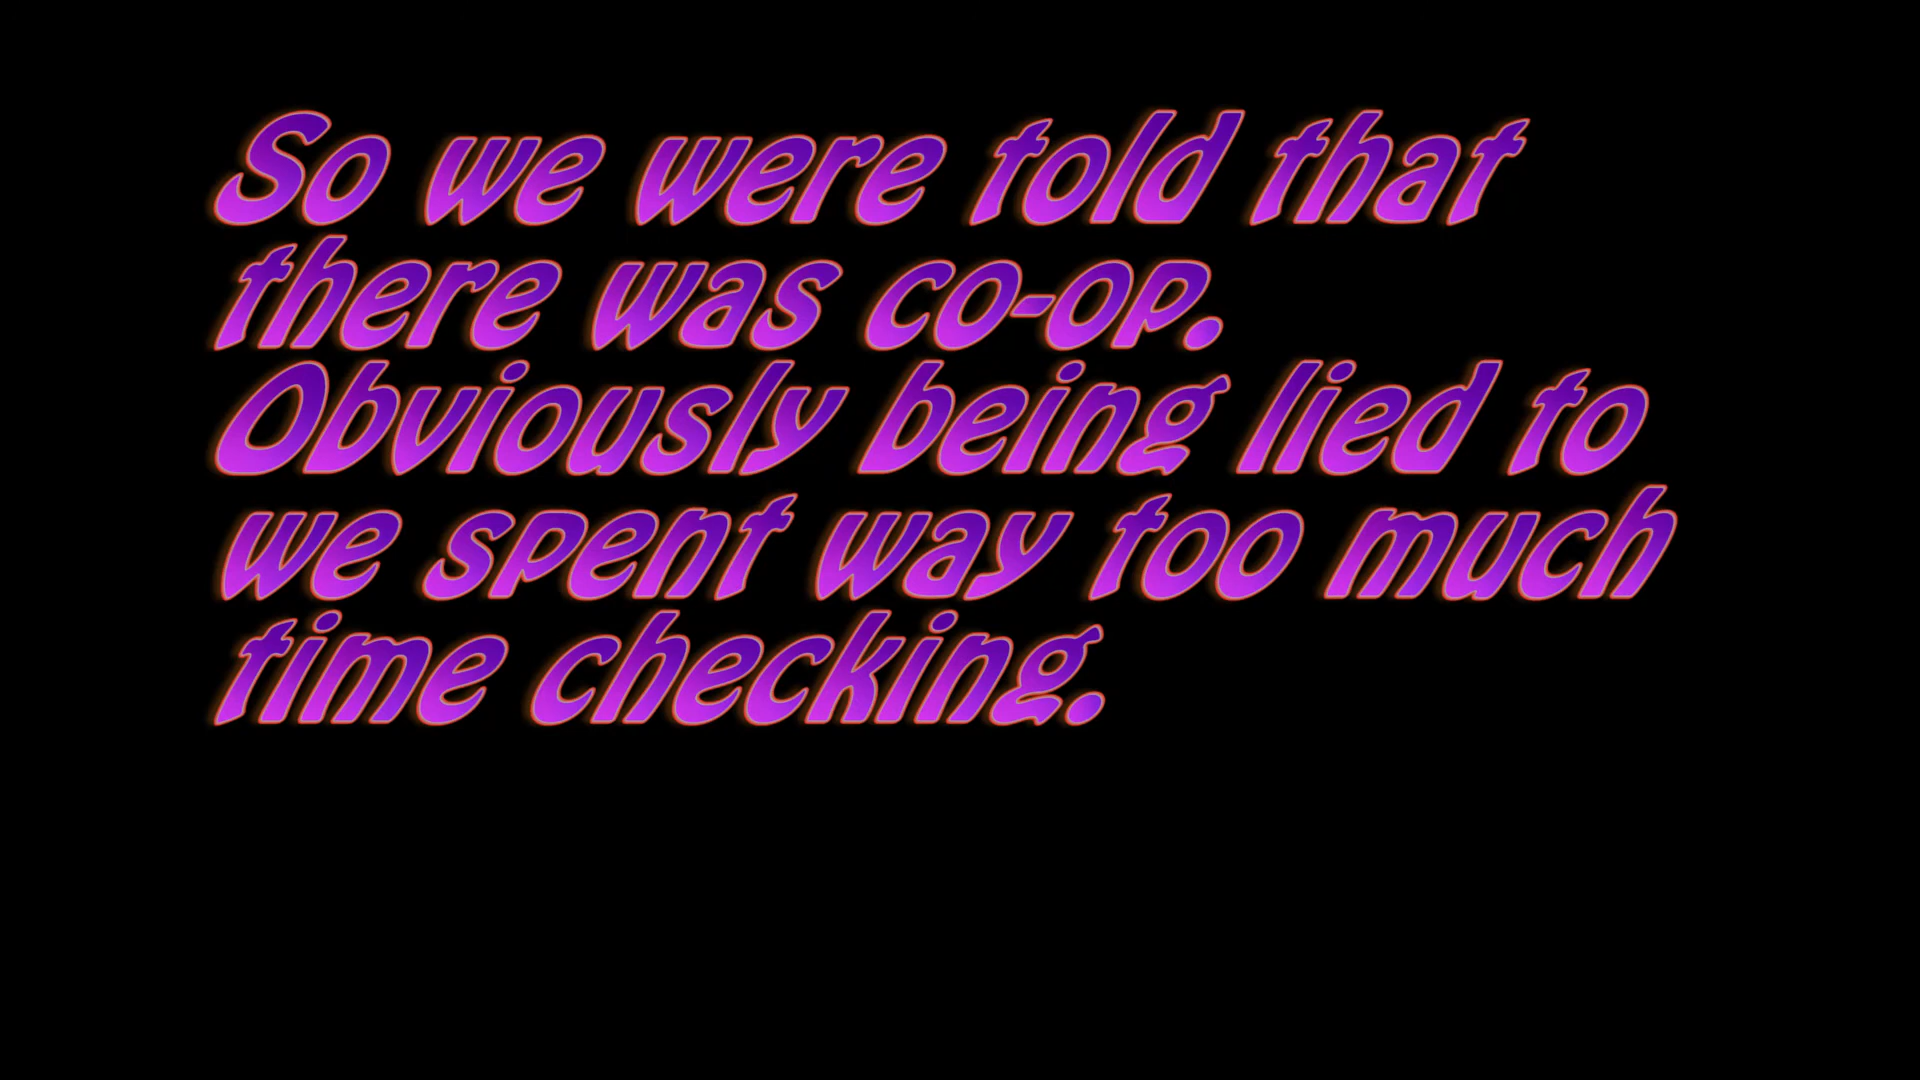 So we were told that
there was co-op.
Obviously being lied to
we spent way too much
time checking.